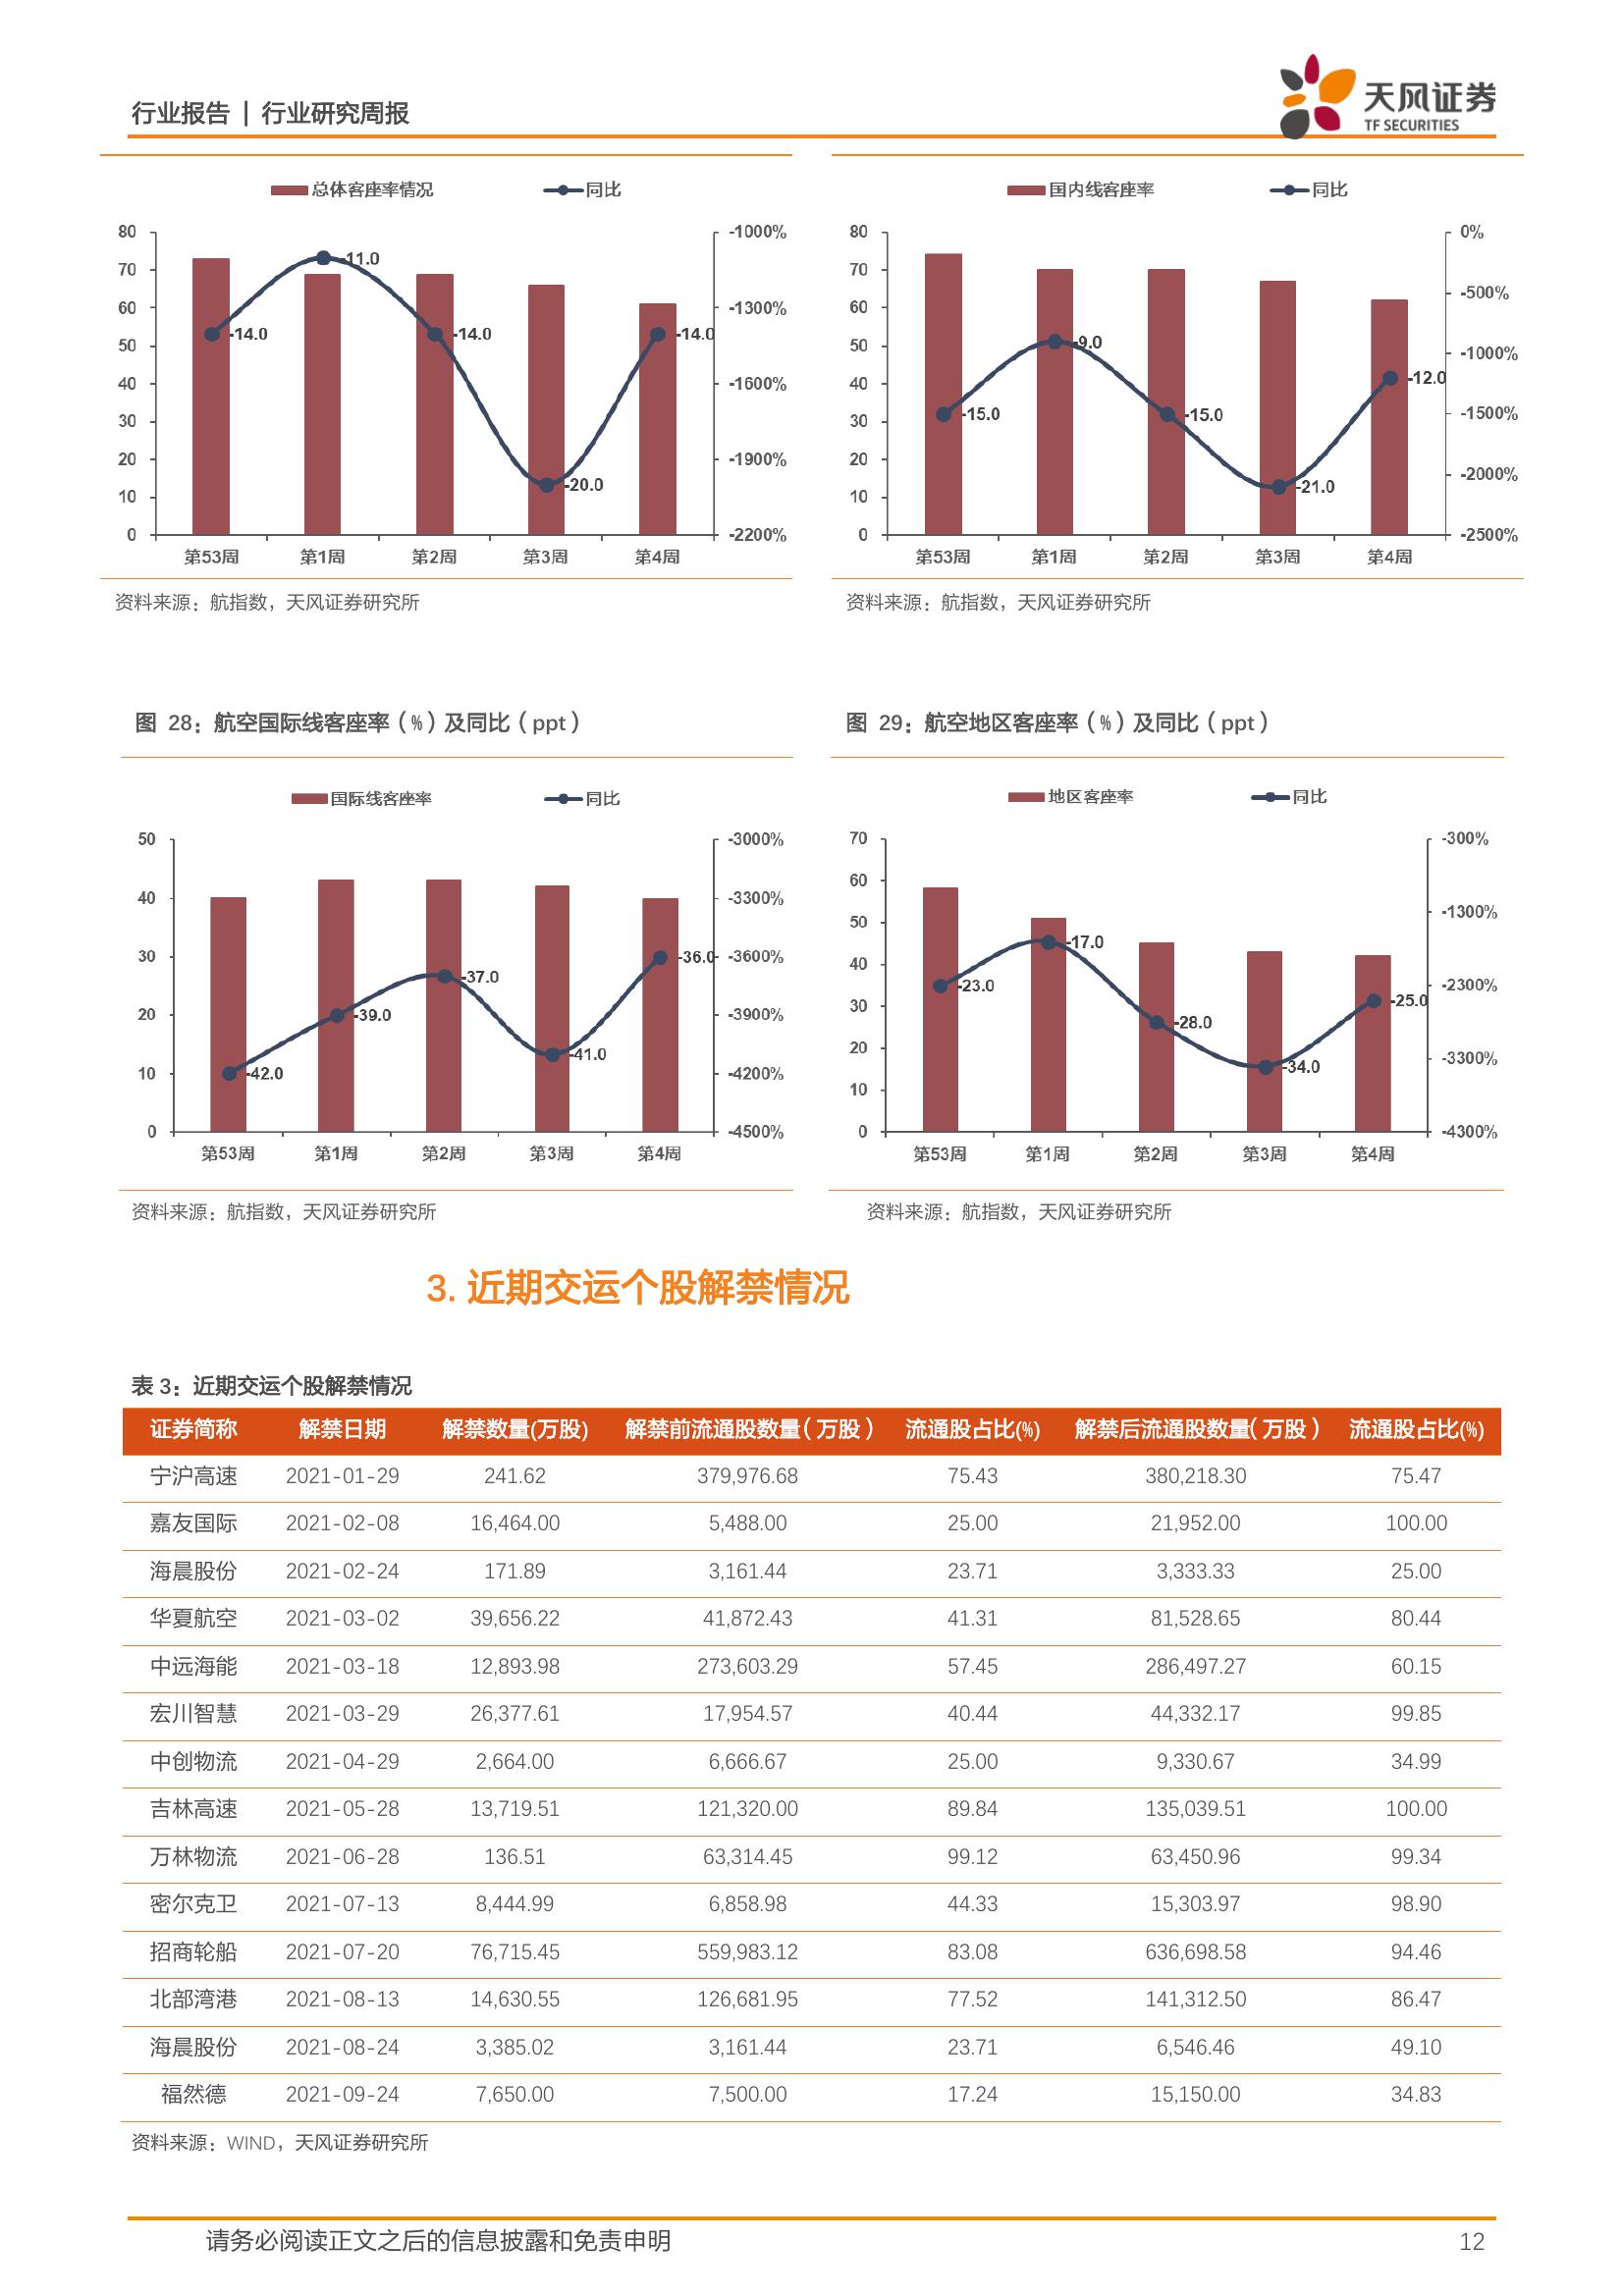 行业报告 | 行业研究周报
天风证券
TF SECURITIES
总体客座率情况 同比
80
70
60
50
40
30
20
10
0
-1000%
-1300%
-1600%
-1900%
-2200%
-14.0
-11.0
-14.0
-20.0
-14.0
第53周 第1周 第2周 第3周 第4周
资料来源：航指数，天风证券研究所
国内线客座率 同比
80
70
60
50
40
30
20
10
0
0%
-500%
-1000%
-1500%
-2000%
-2500%
-15.0
-9.0
-15.0
-21.0
-12.0
第53周 第1周 第2周 第3周 第4周
资料来源：航指数，天风证券研究所
图 28：航空国际线客座率（%）及同比（ppt）
国际线客座率 同比
50
40
30
20
10
0
-3000%
-3300%
-3600%
-3900%
-4200%
-4500%
-42.0
-39.0
-37.0
-41.0
-36.0
第53周 第1周 第2周 第3周 第4周
资料来源：航指数，天风证券研究所
图 29：航空地区客座率（%）及同比（ppt）
地区客座率 同比
70
60
50
40
30
20
10
0
-300%
-1300%
-2300%
-3300%
-4300%
-23.0
-17.0
-28.0
-34.0
-25.0
第53周 第1周 第2周 第3周 第4周
资料来源：航指数，天风证券研究所
3. 近期交运个股解禁情况
表 3：近期交运个股解禁情况
证券简称 解禁日期 解禁数量(万股) 解禁前流通股数量（万股） 流通股占比(%) 解禁后流通股数量（万股） 流通股占比(%)
宁沪高速 2021-01-29 241.62 379,976.68 75.43 380,218.30 75.47
嘉友国际 2021-02-08 16,464.00 5,488.00 25.00 21,952.00 100.00
海晨股份 2021-02-24 171.89 3,161.44 23.71 3,333.33 25.00
华夏航空 2021-03-02 39,656.22 41,872.43 41.31 81,528.65 80.44
中远海能 2021-03-18 12,893.98 273,603.29 57.45 286,497.27 60.15
宏川智慧 2021-03-29 26,377.61 17,954.57 40.44 44,332.17 99.85
中创物流 2021-04-29 2,664.00 6,666.67 25.00 9,330.67 34.99
吉林高速 2021-05-28 13,719.51 121,320.00 89.84 135,039.51 100.00
万林物流 2021-06-28 136.51 63,314.45 99.12 63,450.96 99.34
密尔克卫 2021-07-13 8,444.99 6,858.98 44.33 15,303.97 98.90
招商轮船 2021-07-20 76,715.45 559,983.12 83.08 636,698.58 94.46
北部湾港 2021-08-13 14,630.55 126,681.95 77.52 141,312.50 86.47
海晨股份 2021-08-24 3,385.02 3,161.44 23.71 6,546.46 49.10
福然德 2021-09-24 7,650.00 7,500.00 17.24 15,150.00 34.83
资料来源：WIND，天风证券研究所
请务必阅读正文之后的信息披露和免责申明 12